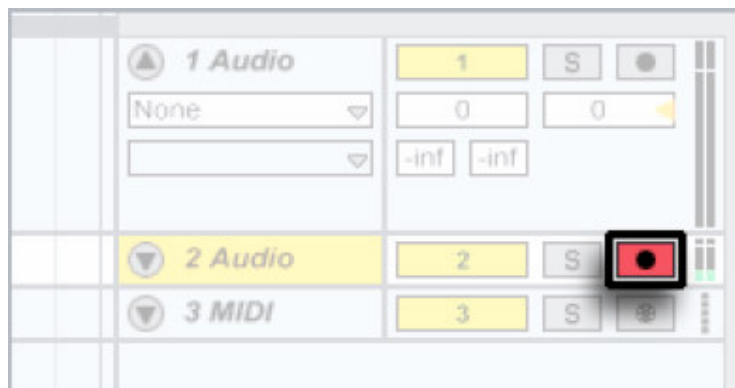 1 Audio 1 S
None 0 0
-inf -inf
2 Audio 2 S
3 MIDI 3 S